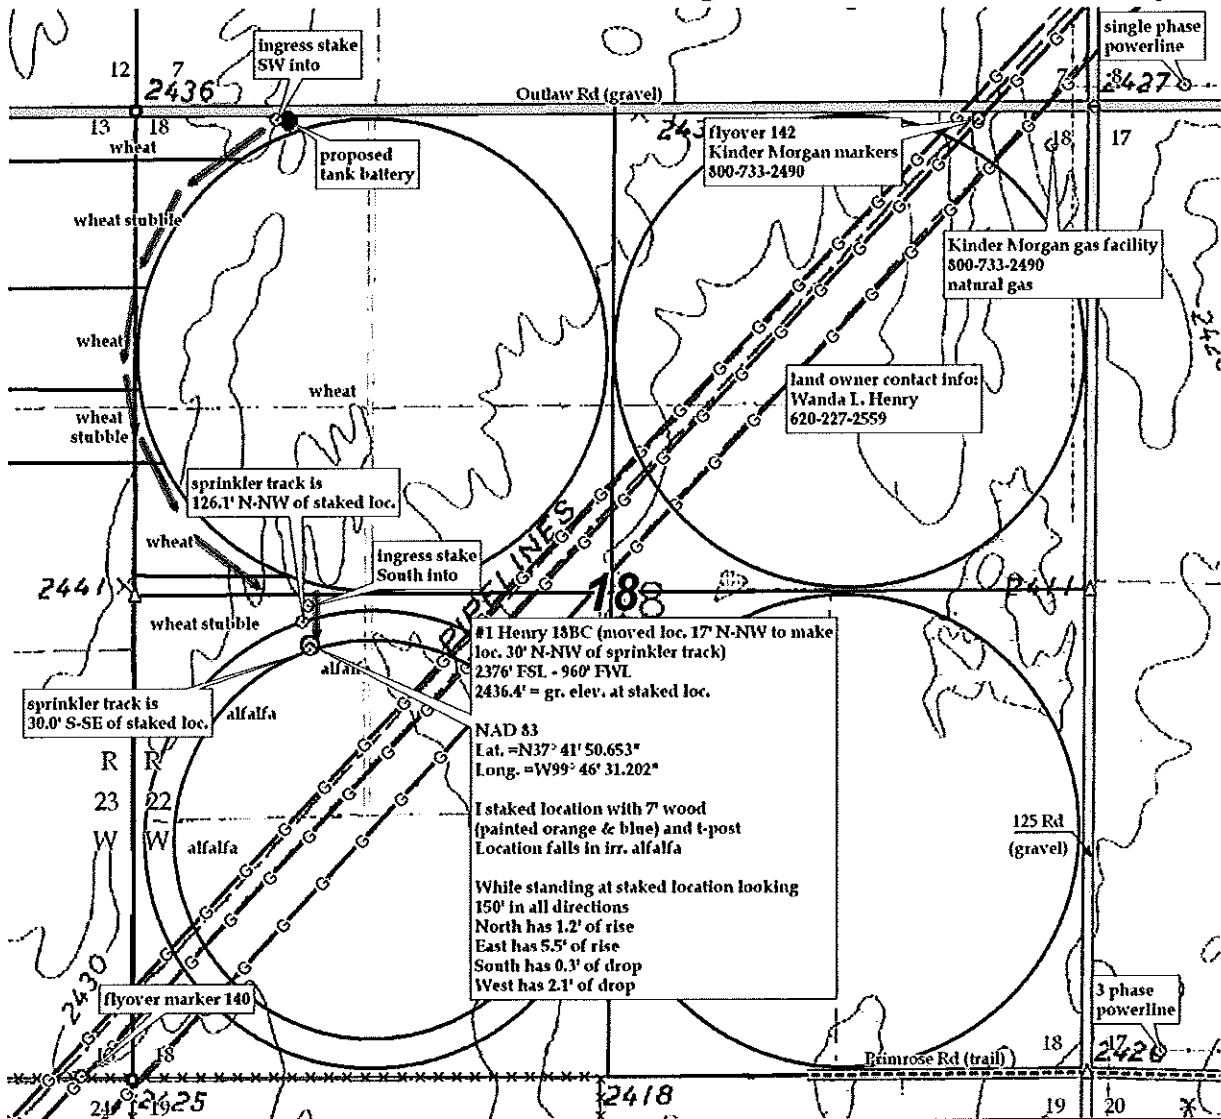 ingress stake
SW into
single phase
powerline
12 7
2436
Outlaw Rd (gravel)
7 8
2427
13 18
wheat
proposed
tank battery
flyover 142
Kinder Morgan markers
800-733-2490
18 17
wheat stubble
Kinder Morgan gas facility
800-733-2490
natural gas
wheat
wheat
wheat
stubble
land owner contact info:
Wanda L. Henry
620-227-2559
sprinkler track is
126.1' N-NW of staked loc.
PIPELINES
wheat
ingress stake
South into
2441
18
2411
wheat stubble
alfalfa
#1 Henry 18BC (moved loc. 17' N-NW to make
loc. 30' N-NW of sprinkler track)
2376' FSL - 960' FWL
2436.4' = gr. elev. at staked loc.
sprinkler track is
30.0' S-SE of staked loc.
alfalfa
NAD 83
Lat. =N37° 41' 50.653"
Long. =W99° 46' 31.202"
R R
23 22
W W
I staked location with 7' wood
(painted orange & blue) and t-post
Location falls in irr. alfalfa
alfalfa
125 Rd
(gravel)
While standing at staked location looking
150' in all directions
North has 1.2' of rise
East has 5.5' of rise
South has 0.3' of drop
West has 2.1' of drop
2430
flyover marker 140
3 phase
powerline
18
Primrose Rd (trail)
18 17
2420
24
2425
19
2418
19 20